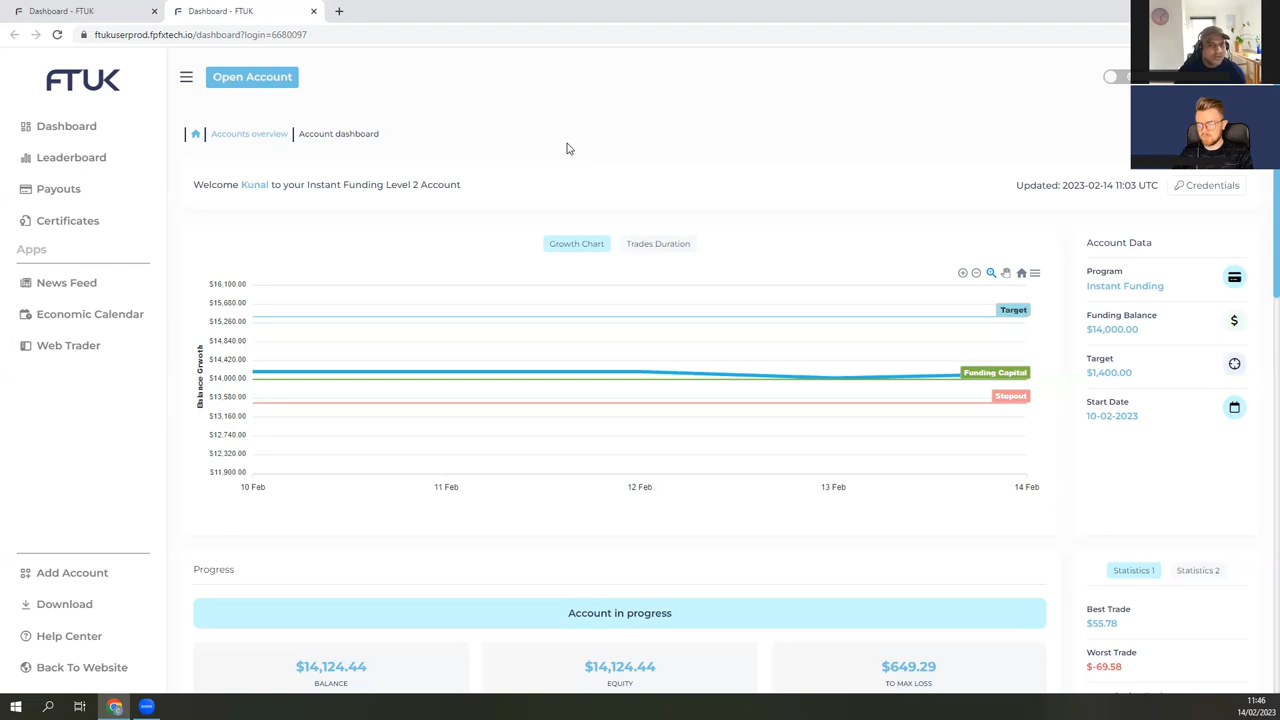 Dashboard - FTUK
Dashboard - FTUK
ftukuserprod.fpfxtech.io/dashboard?login=6680097
FTUK
Open Account
Dashboard
Leaderboard
Payouts
Certificates
Apps
News Feed
Economic Calendar
Web Trader
Add Account
Download
Help Center
Back To Website
Accounts overview
Account dashboard
Welcome Kunal to your Instant Funding Level 2 Account
Updated: 2023-02-14 11:03 UTC
Credentials
Growth Chart
Trades Duration
Balance Grwoth
$16,100.00
$15,680.00
$15,260.00
$14,840.00
$14,420.00
$14,000.00
$13,580.00
$13,160.00
$12,740.00
$12,320.00
$11,900.00
Target
Funding Capital
Stopout
10 Feb
11 Feb
12 Feb
13 Feb
14 Feb
Account Data
Program
Instant Funding
Funding Balance
$14,000.00
$
Target
$1,400.00
Start Date
10-02-2023
Progress
Account in progress
$14,124.44
BALANCE
$14,124.44
EQUITY
$649.29
TO MAX LOSS
Statistics 1
Statistics 2
Best Trade
$55.78
Worst Trade
$-69.58
11:46
14/02/2023